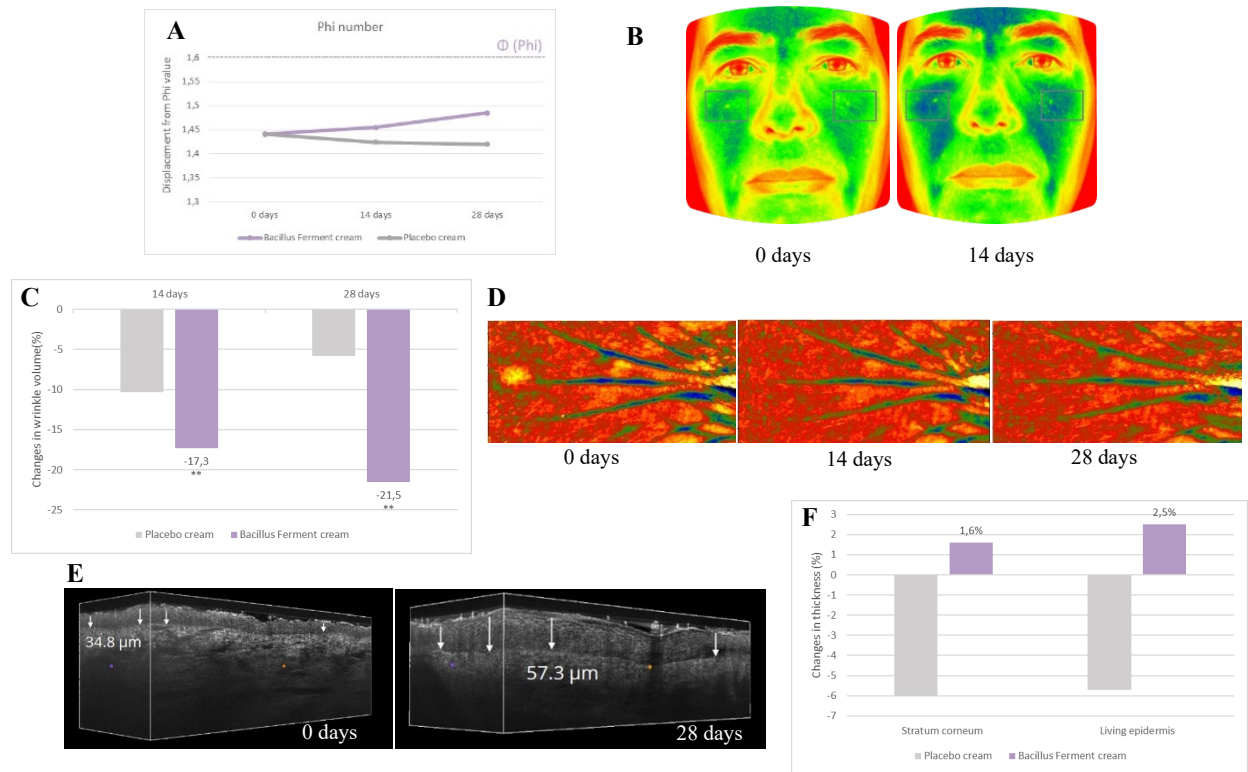 A
Phi number
Φ (Phi)
1,6
1,55
1,5
1,45
1,4
1,35
1,3
Displacement from Phi value
0 days
14 days
28 days
Bacillus Ferment cream
Placebo cream
B
0 days
14 days
C
14 days
28 days
0
-5
-10
-15
-20
-25
Changes in wrinkle volume(%)
-17,3
**
-21,5
**
Placebo cream
Bacillus Ferment cream
D
0 days
14 days
28 days
E
34.8 µm
0 days
57.3 µm
28 days
F
3
2
1
0
-1
-2
-3
-4
-5
-6
-7
Changes in thickness (%)
1,6%
2,5%
Stratum corneum
Living epidermis
Placebo cream
Bacillus Ferment cream